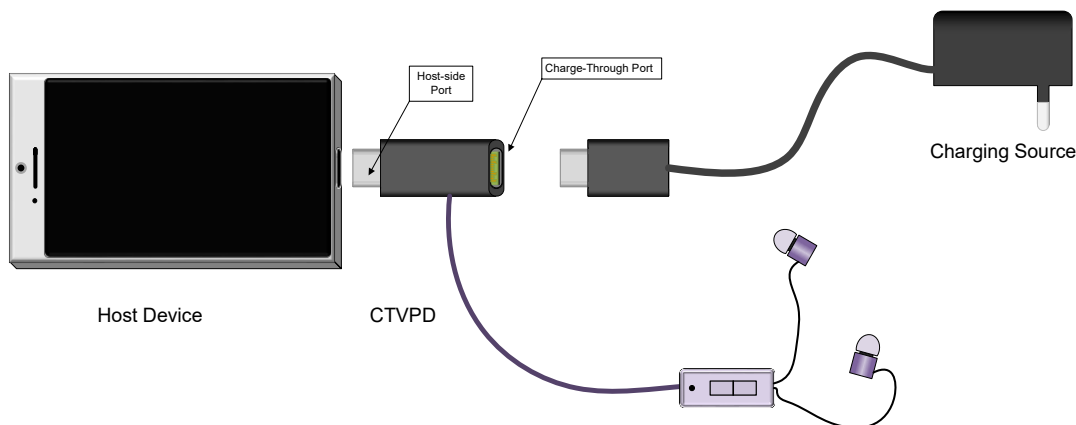 Host-side
Port
Charge-Through Port
Charging Source
Host Device
CTVPD